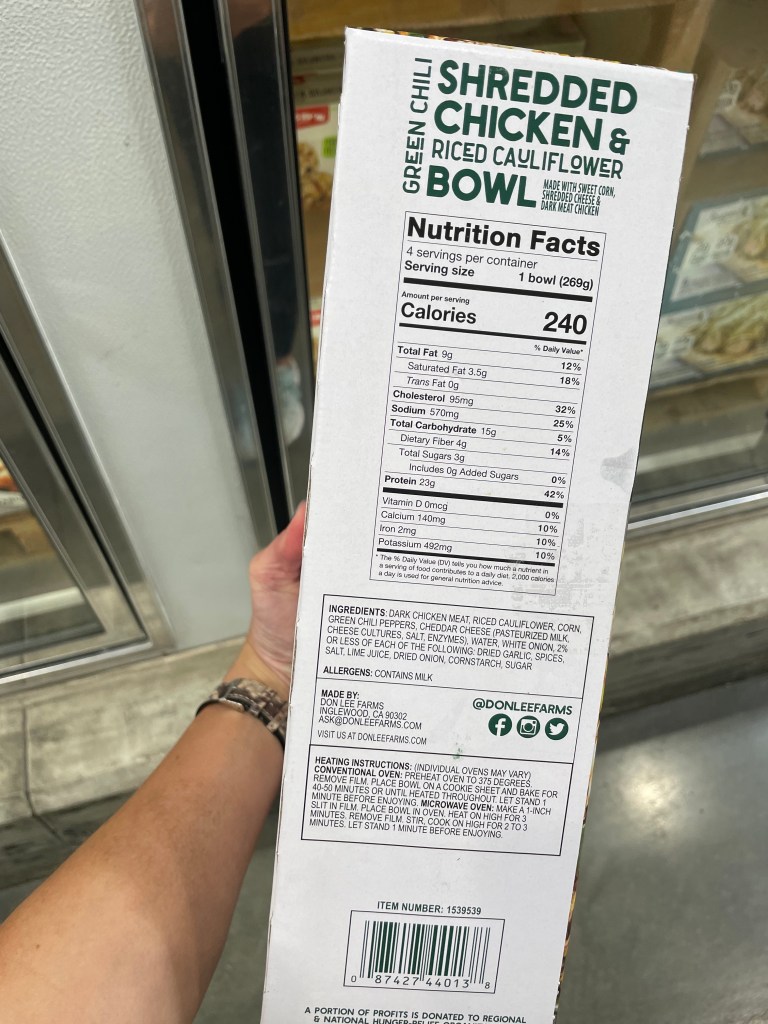 GREEN CHILI
SHREDDED
CHICKEN &
RICED CAULIFLOWER
BOWL
MADE WITH SWEET CORN,
SHREDDED CHEESE &
DARK MEAT CHICKEN
Nutrition Facts
4 servings per container
Serving size 1 bowl (269g)
Amount per serving
Calories 240
% Daily Value*
Total Fat 9g 12%
Saturated Fat 3.5g 18%
Trans Fat 0g
Cholesterol 95mg 32%
Sodium 570mg 25%
Total Carbohydrate 15g 5%
Dietary Fiber 4g 14%
Total Sugars 3g
Includes 0g Added Sugars 0%
Protein 23g 42%
Vitamin D 0mcg 0%
Calcium 140mg 10%
Iron 2mg 10%
Potassium 492mg 10%
* The % Daily Value (DV) tells you how much a nutrient in
a serving of food contributes to a daily diet. 2,000 calories
a day is used for general nutrition advice.
INGREDIENTS: DARK CHICKEN MEAT, RICED CAULIFLOWER, CORN,
GREEN CHILI PEPPERS, CHEDDAR CHEESE (PASTEURIZED MILK,
CHEESE CULTURES, SALT, ENZYMES), WATER, WHITE ONION, 2%
OR LESS OF EACH OF THE FOLLOWING: DRIED GARLIC, SPICES,
SALT, LIME JUICE, DRIED ONION, CORNSTARCH, SUGAR
ALLERGENS: CONTAINS MILK
MADE BY:
DON LEE FARMS
INGLEWOOD, CA 90302
ASK@DONLEEFARMS.COM
VISIT US AT DONLEEFARMS.COM
@DONLEEFARMS
HEATING INSTRUCTIONS: (INDIVIDUAL OVENS MAY VARY)
CONVENTIONAL OVEN: PREHEAT OVEN TO 375 DEGREES.
REMOVE FILM. PLACE BOWL ON A COOKIE SHEET AND BAKE FOR
40-50 MINUTES OR UNTIL HEATED THROUGHOUT. LET STAND 1
MINUTE BEFORE ENJOYING. MICROWAVE OVEN: MAKE A 1-INCH
SLIT IN FILM. PLACE BOWL IN OVEN. HEAT ON HIGH FOR 3
MINUTES. REMOVE FILM. STIR, COOK ON HIGH FOR 2 TO 3
MINUTES. LET STAND 1 MINUTE BEFORE ENJOYING.
ITEM NUMBER: 1539539
0 87427 44013 8
A PORTION OF PROFITS IS DONATED TO REGIONAL
& NATIONAL HUNGER-RELIEF